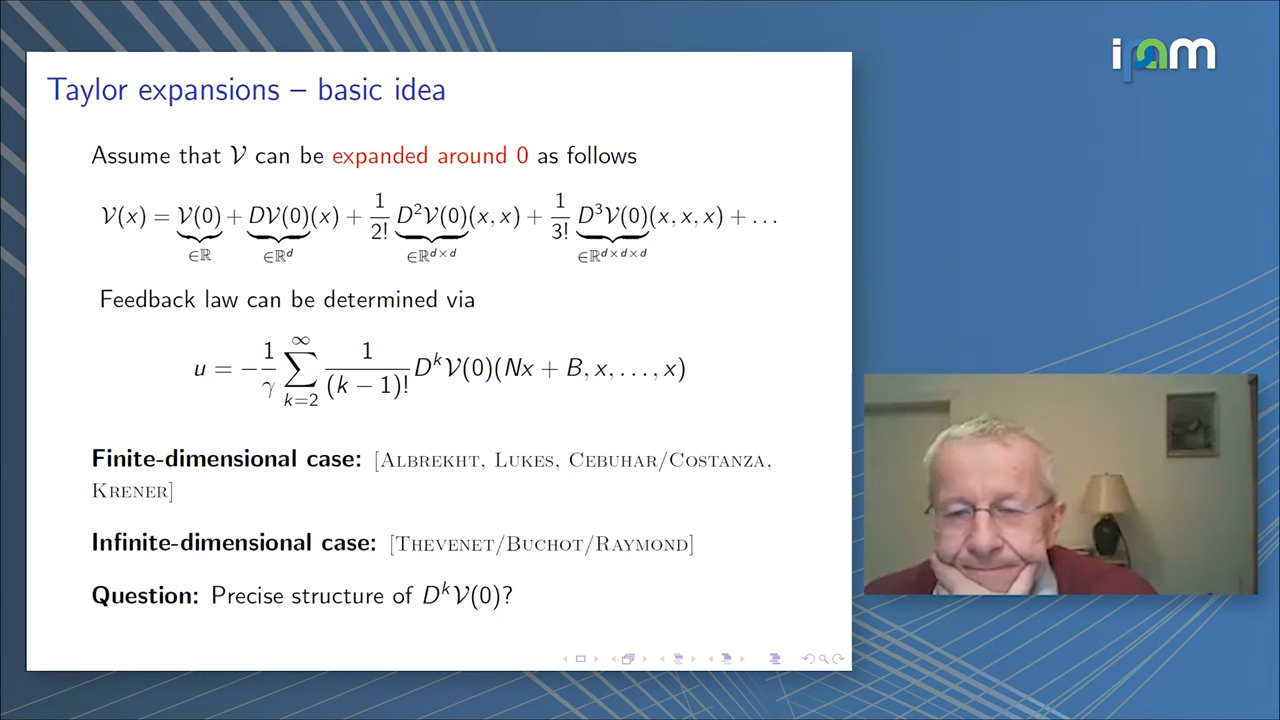 ipam
Taylor expansions – basic idea
Assume that 𝒱 can be expanded around 0 as follows
𝒱(x) = 𝒱(0) + D𝒱(0)(x) + 1/2! D²𝒱(0)(x, x) + 1/3! D³𝒱(0)(x, x, x) + …
∈ℝ ∈ℝᵈ ∈ℝᵈˣᵈ ∈ℝᵈˣᵈˣᵈ
Feedback law can be determined via
u = −1/γ ∑_{k=2}^{∞} 1/(k − 1)! Dᵏ𝒱(0)(Nx + B, x, …, x)
Finite-dimensional case: [Albrekht, Lukes, Cebuhar/Costanza,
Krener]
Infinite-dimensional case: [Thevenet/Buchot/Raymond]
Question: Precise structure of Dᵏ𝒱(0)?